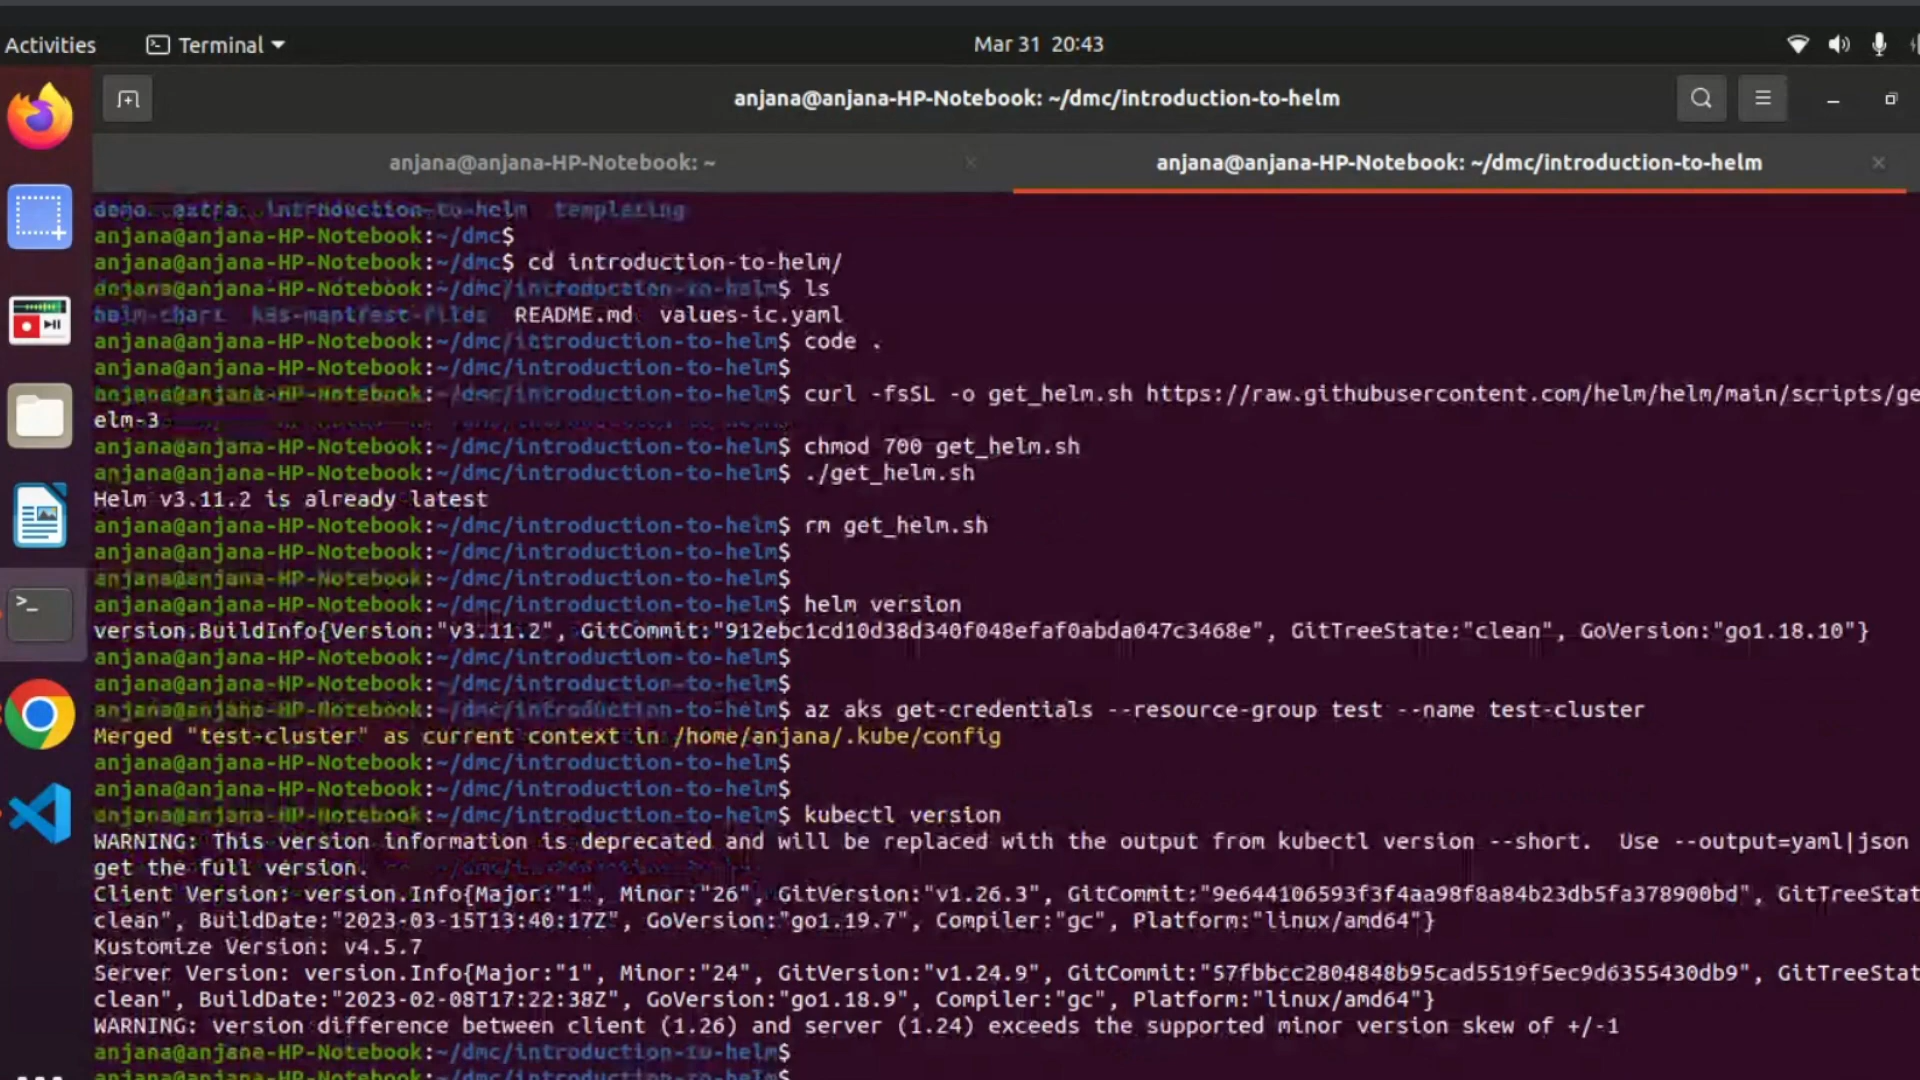 Activities
Terminal
Mar 31 20:43
anjana@anjana-HP-Notebook: ~/dmc/introduction-to-helm
anjana@anjana-HP-Notebook: ~
anjana@anjana-HP-Notebook: ~/dmc/introduction-to-helm
demo extra introduction-to-helm templating
anjana@anjana-HP-Notebook:~/dmc$
anjana@anjana-HP-Notebook:~/dmc$ cd introduction-to-helm/
anjana@anjana-HP-Notebook:~/dmc/introduction-to-helm$ ls
helm-chart k8s-manifest-files README.md values-ic.yaml
anjana@anjana-HP-Notebook:~/dmc/introduction-to-helm$ code .
anjana@anjana-HP-Notebook:~/dmc/introduction-to-helm$
anjana@anjana-HP-Notebook:~/dmc/introduction-to-helm$ curl -fsSL -o get_helm.sh https://raw.githubusercontent.com/helm/helm/main/scripts/ge
elm-3
anjana@anjana-HP-Notebook:~/dmc/introduction-to-helm$ chmod 700 get_helm.sh
anjana@anjana-HP-Notebook:~/dmc/introduction-to-helm$ ./get_helm.sh
Helm v3.11.2 is already latest
anjana@anjana-HP-Notebook:~/dmc/introduction-to-helm$ rm get_helm.sh
anjana@anjana-HP-Notebook:~/dmc/introduction-to-helm$
anjana@anjana-HP-Notebook:~/dmc/introduction-to-helm$
anjana@anjana-HP-Notebook:~/dmc/introduction-to-helm$ helm version
version.BuildInfo{Version:"v3.11.2", GitCommit:"912ebc1cd10d38d340f048efaf0abda047c3468e", GitTreeState:"clean", GoVersion:"go1.18.10"}
anjana@anjana-HP-Notebook:~/dmc/introduction-to-helm$
anjana@anjana-HP-Notebook:~/dmc/introduction-to-helm$
anjana@anjana-HP-Notebook:~/dmc/introduction-to-helm$ az aks get-credentials --resource-group test --name test-cluster
Merged "test-cluster" as current context in /home/anjana/.kube/config
anjana@anjana-HP-Notebook:~/dmc/introduction-to-helm$
anjana@anjana-HP-Notebook:~/dmc/introduction-to-helm$
anjana@anjana-HP-Notebook:~/dmc/introduction-to-helm$ kubectl version
WARNING: This version information is deprecated and will be replaced with the output from kubectl version --short. Use --output=yaml|json
get the full version.
Client Version: version.Info{Major:"1", Minor:"26", GitVersion:"v1.26.3", GitCommit:"9e644106593f3f4aa98f8a84b23db5fa378900bd", GitTreeStat
clean", BuildDate:"2023-03-15T13:40:17Z", GoVersion:"go1.19.7", Compiler:"gc", Platform:"linux/amd64"}
Kustomize Version: v4.5.7
Server Version: version.Info{Major:"1", Minor:"24", GitVersion:"v1.24.9", GitCommit:"57fbbcc2804848b95cad5519f5ec9d6355430db9", GitTreeStat
clean", BuildDate:"2023-02-08T17:22:38Z", GoVersion:"go1.18.9", Compiler:"gc", Platform:"linux/amd64"}
WARNING: version difference between client (1.26) and server (1.24) exceeds the supported minor version skew of +/-1
anjana@anjana-HP-Notebook:~/dmc/introduction-to-helm$
anjana@anjana-HP-Notebook:~/dmc/introduction-to-helm$